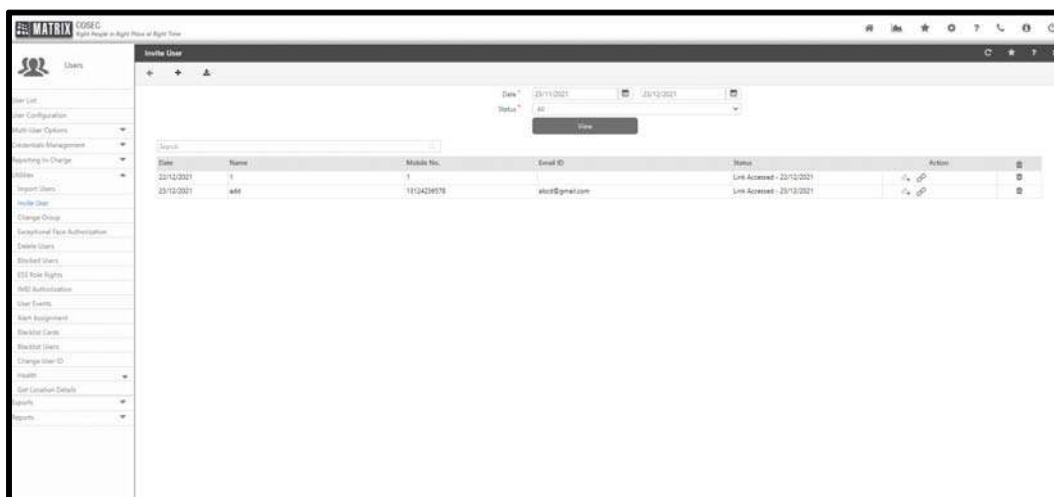 MATRIX COSEC
Right People in Right Place at Right Time
Users
Invite User
Date * 23/11/2021 23/12/2021
Status * All
View
Search
Date Name Mobile No. Email ID Status Action
22/12/2021 1 1 Link Accessed - 22/12/2021
23/12/2021 add 13124236578 abcd@gmail.com Link Accessed - 23/12/2021
User List
User Configuration
Multi-User Options
Credentials Management
Reporting In-Charge
Utilities
Import Users
Invite User
Change Group
Exceptional Face Authorization
Delete Users
Blocked Users
ESS Role Rights
IMEI Authorization
User Events
Alert Assignment
Blacklist Cards
Blacklist Users
Change User ID
Health
Get Location Details
Exports
Reports